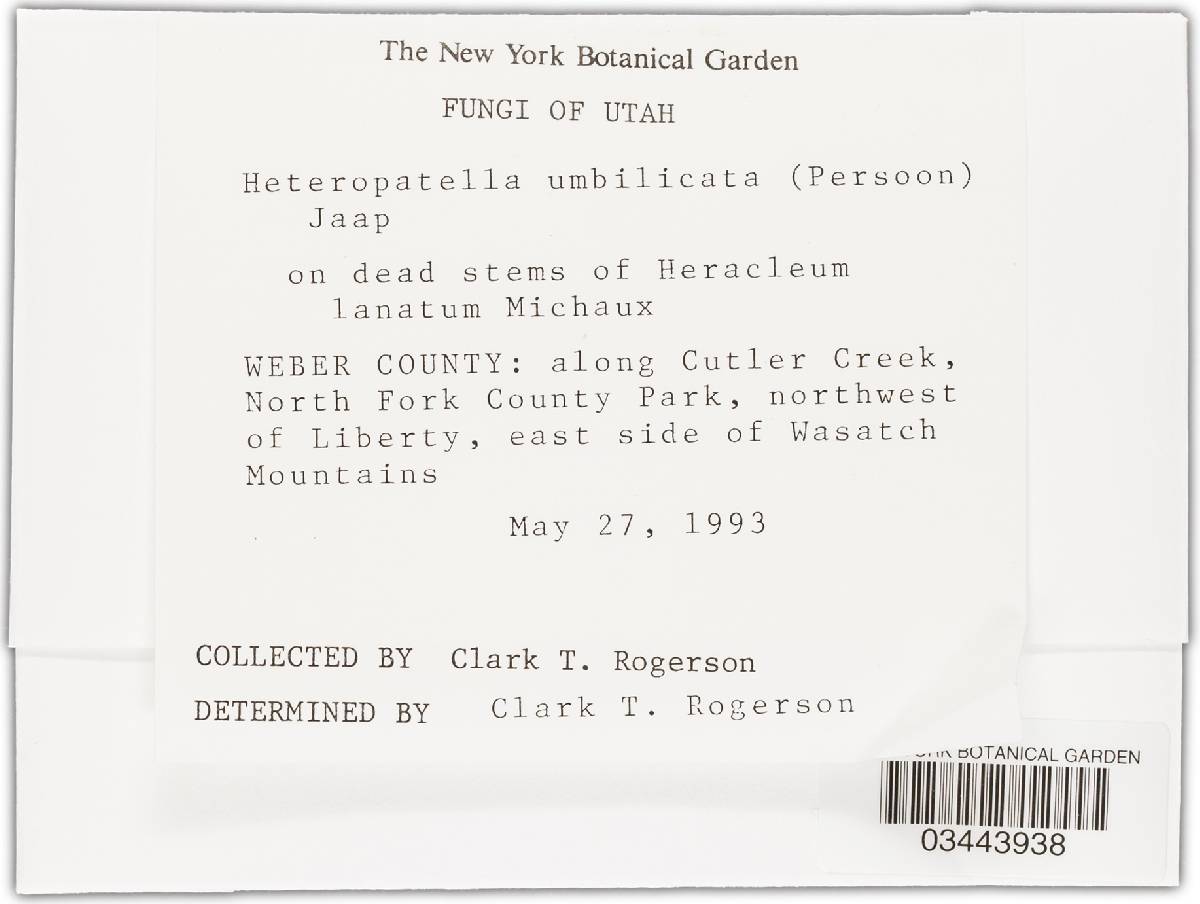 The New York Botanical Garden
FUNGI OF UTAH
Heteropatella umbilicata (Persoon)
Jaap
on dead stems of Heracleum
lanatum Michaux
WEBER COUNTY: along Cutler Creek,
North Fork County Park, northwest
of Liberty, east side of Wasatch
Mountains
May 27, 1993
COLLECTED BY Clark T. Rogerson
DETERMINED BY Clark T. Rogerson
BOTANICAL GARDEN
03443938